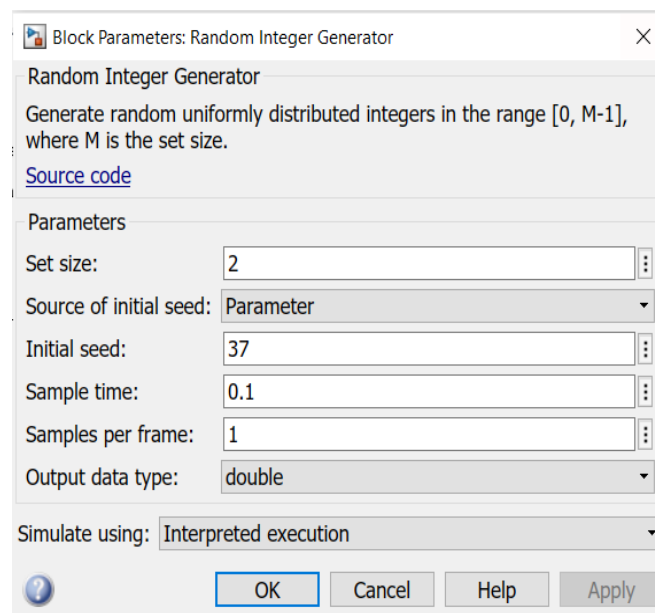 Block Parameters: Random Integer Generator
Random Integer Generator
Generate random uniformly distributed integers in the range [0, M-1],
where M is the set size.
Source code
Parameters
Set size: 2
Source of initial seed: Parameter
Initial seed: 37
Sample time: 0.1
Samples per frame: 1
Output data type: double
Simulate using: Interpreted execution
OK Cancel Help Apply